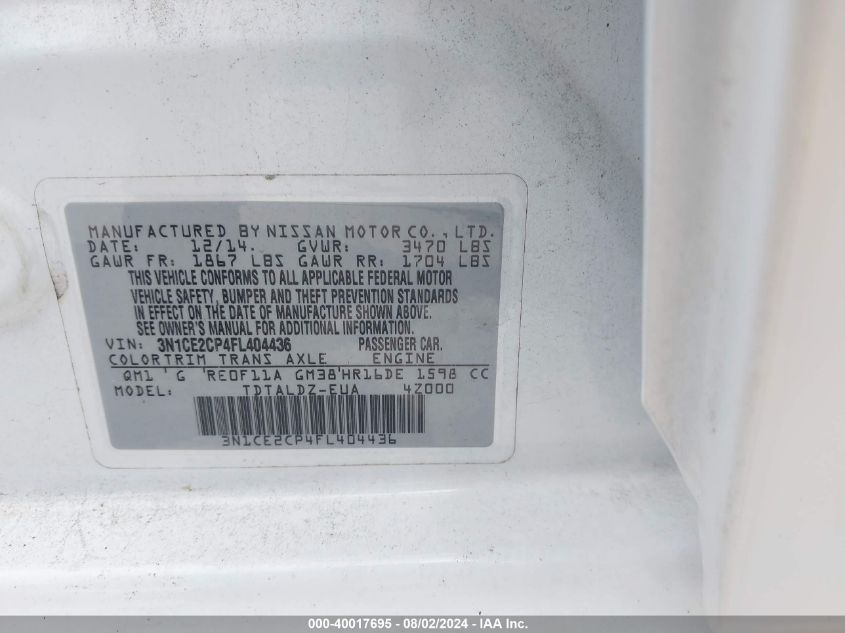 MANUFACTURED BY NISSAN MOTOR CO., LTD.
DATE: 12/14. GVWR: 3470 LBS
GAWR FR: 1867 LBS GAWR RR: 1704 LBS
THIS VEHICLE CONFORMS TO ALL APPLICABLE FEDERAL MOTOR
VEHICLE SAFETY, BUMPER AND THEFT PREVENTION STANDARDS
IN EFFECT ON THE DATE OF MANUFACTURE SHOWN ABOVE.
SEE OWNER'S MANUAL FOR ADDITIONAL INFORMATION.
VIN: 3N1CE2CP4FL404436 PASSENGER CAR.
COLORTRIM TRANS AXLE ENGINE
QM1 ' G 'RE0F11A GM38'HR16DE 1598 CC
MODEL: TDTALDZ-EUA 4Z000
3N1CE2CP4FL404436
000-40017695 - 08/02/2024 - IAA Inc.